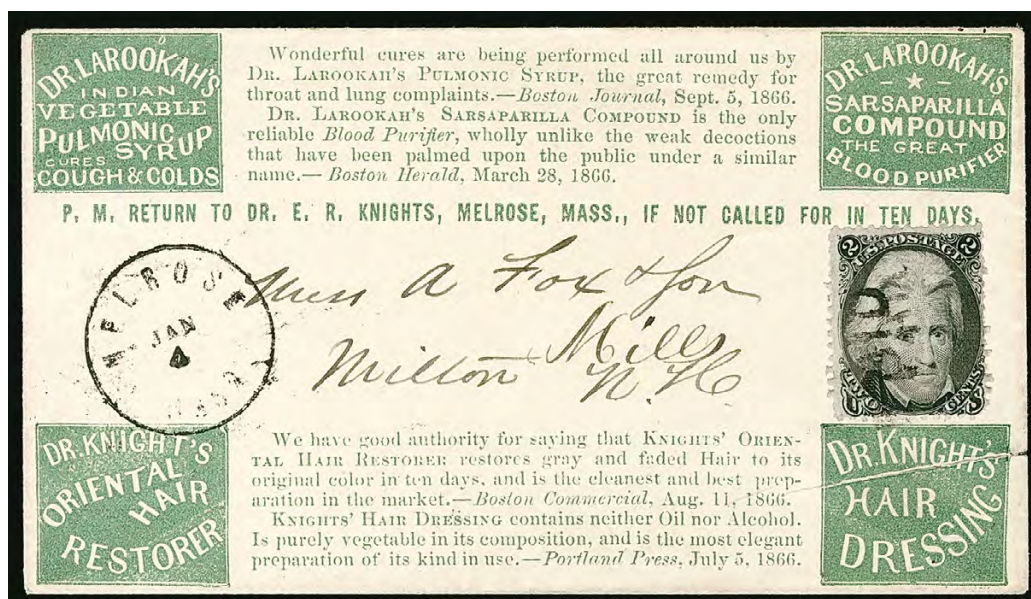 DR. LAROOKAH'S
INDIAN
VEGETABLE
PULMONIC
SYRUP
CURES
COUGH & COLDS
Wonderful cures are being performed all around us by
DR. LAROOKAH'S PULMONIC SYRUP, the great remedy for
throat and lung complaints.—Boston Journal, Sept. 5, 1866.
DR. LAROOKAH'S SARSAPARILLA COMPOUND is the only
reliable Blood Purifier, wholly unlike the weak decoctions
that have been palmed upon the public under a similar
name.— Boston Herald, March 28, 1866.
DR. LAROOKAH'S
SARSAPARILLA
COMPOUND
THE GREAT
BLOOD PURIFIER
P. M. RETURN TO DR. E. R. KNIGHTS, MELROSE, MASS., IF NOT CALLED FOR IN TEN DAYS.
MELROSE
JAN
4
MASS
A Fox & Son
Milton Mills
N. H.
2 U.S. POSTAGE 2
PAID
TWO CENTS
DR. KNIGHT'S
ORIENTAL
HAIR
RESTORER
We have good authority for saying that KNIGHTS' ORIEN-
TAL HAIR RESTORER restores gray and faded Hair to its
original color in ten days, and is the cleanest and best prep-
aration in the market.—Boston Commercial, Aug. 11, 1866.
KNIGHTS' HAIR DRESSING contains neither Oil nor Alcohol.
Is purely vegetable in its composition, and is the most elegant
preparation of its kind in use.—Portland Press, July 5, 1866.
DR. KNIGHT'S
HAIR
DRESSING